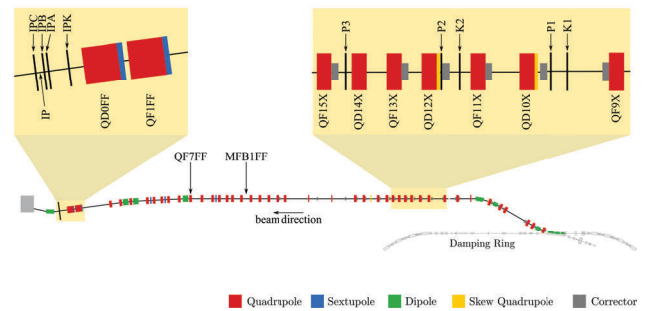 IPC
IPB
IPA
IPK
IP
QD0FF
QF1FF
P3
P2
K2
P1
K1
QF15X
QD14X
QF13X
QD12X
QF11X
QD10X
QF9X
QF7FF
MFB1FF
beam direction
Damping Ring
Quadrupole
Sextupole
Dipole
Skew Quadrupole
Corrector